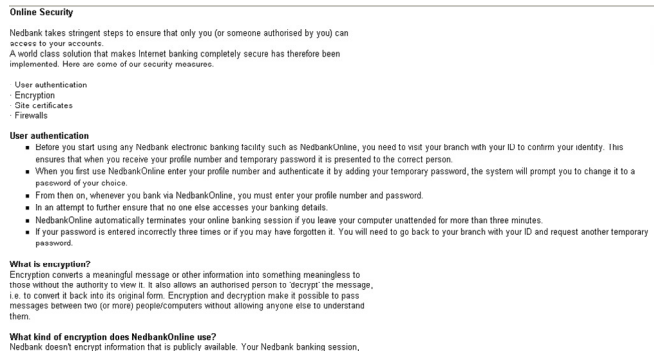 Online Security
Nedbank takes stringent steps to ensure that only you (or someone authorised by you) can
access to your accounts.
A world class solution that makes Internet banking completely secure has therefore been
implemented. Here are some of our security measures.
· User authentication
· Encryption
· Site certificates
· Firewalls
User authentication
▪ Before you start using any Nedbank electronic banking facility such as NedbankOnline, you need to visit your branch with your ID to confirm your identity. This
ensures that when you receive your profile number and temporary password it is presented to the correct person.
▪ When you first use NedbankOnline enter your profile number and authenticate it by adding your temporary password, the system will prompt you to change it to a
password of your choice.
▪ From then on, whenever you bank via NedbankOnline, you must enter your profile number and password.
▪ In an attempt to further ensure that no one else accesses your banking details.
▪ NedbankOnline automatically terminates your online banking session if you leave your computer unattended for more than three minutes.
▪ If your password is entered incorrectly three times or if you may have forgotten it. You will need to go back to your branch with your ID and request another temporary
password.
What is encryption?
Encryption converts a meaningful message or other information into something meaningless to
those without the authority to view it. It also allows an authorised person to 'decrypt' the message,
i.e. to convert it back into its original form. Encryption and decryption make it possible to pass
messages between two (or more) people/computers without allowing anyone else to understand
them.
What kind of encryption does NedbankOnline use?
Nedbank doesn't encrypt information that is publicly available. Your Nedbank banking session,